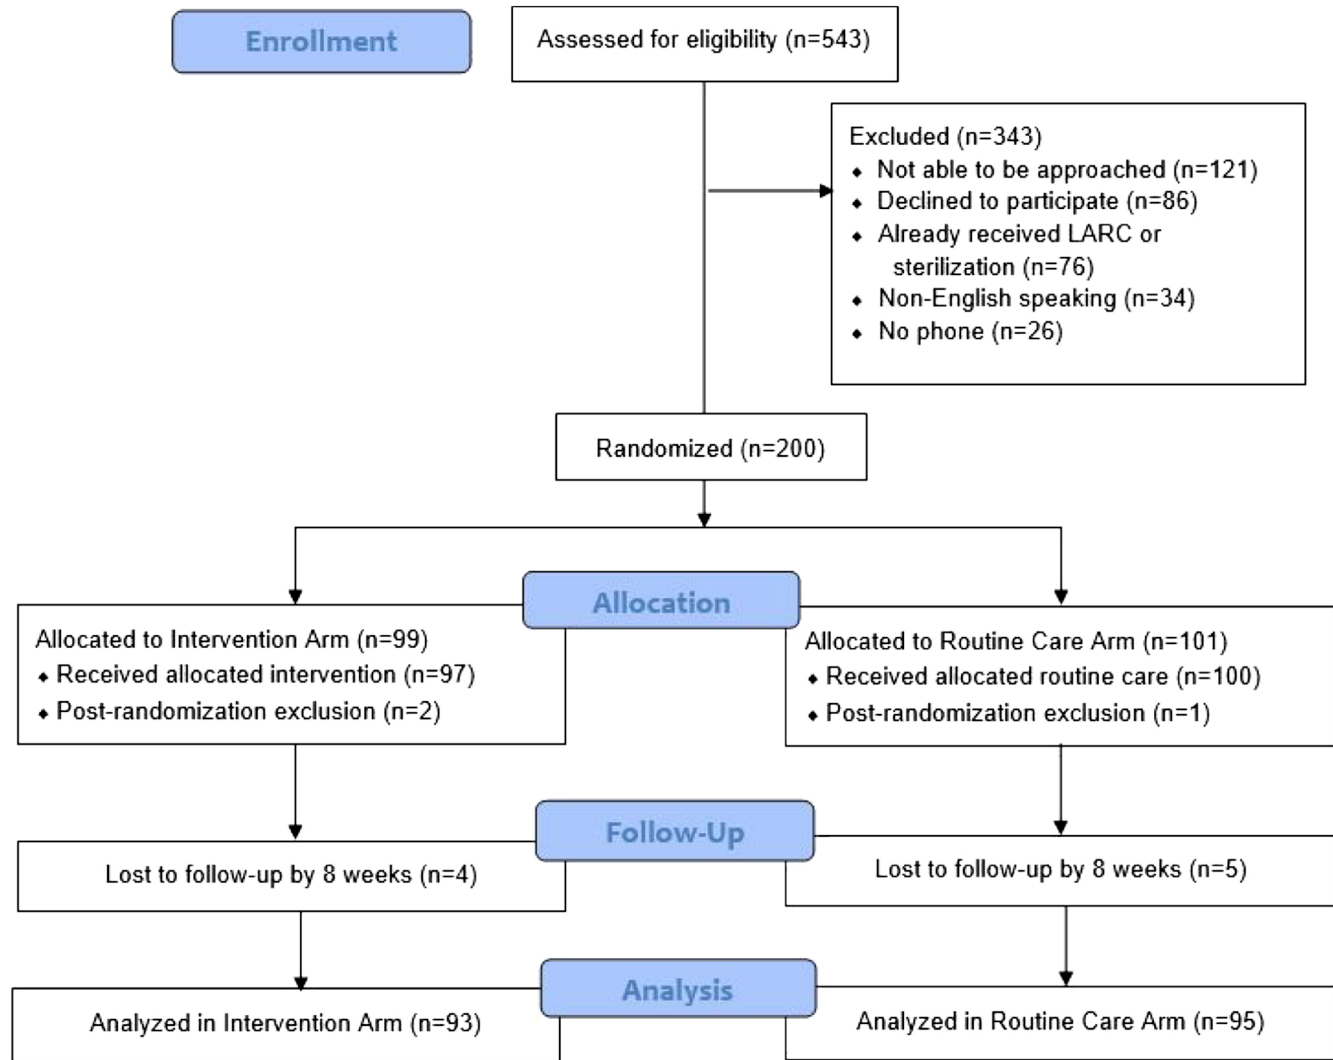 Enrollment
Assessed for eligibility (n=543)
Excluded (n=343)
⬥ Not able to be approached (n=121)
⬥ Declined to participate (n=86)
⬥ Already received LARC or
sterilization (n=76)
⬥ Non-English speaking (n=34)
⬥ No phone (n=26)
Randomized (n=200)
Allocation
Allocated to Intervention Arm (n=99)
⬥ Received allocated intervention (n=97)
⬥ Post-randomization exclusion (n=2)
Allocated to Routine Care Arm (n=101)
⬥ Received allocated routine care (n=100)
⬥ Post-randomization exclusion (n=1)
Follow-Up
Lost to follow-up by 8 weeks (n=4)
Lost to follow-up by 8 weeks (n=5)
Analysis
Analyzed in Intervention Arm (n=93)
Analyzed in Routine Care Arm (n=95)